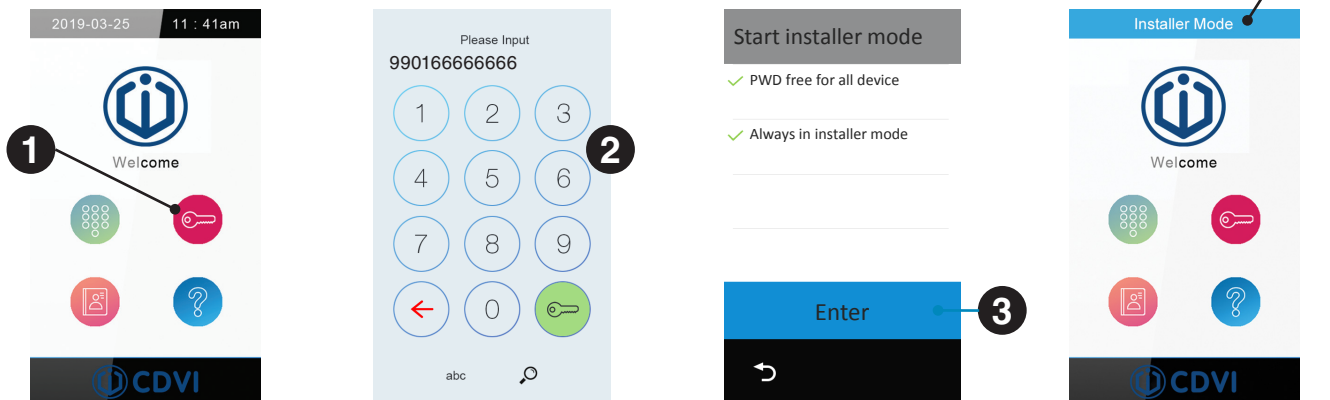 2019-03-25 11 : 41am
Welcome
CDVI
1
Please Input
990166666666
1 2 3
4 5 6
7 8 9
0
abc
2
Start installer mode
PWD free for all device
Always in installer mode
Enter
3
Installer Mode
Welcome
CDVI